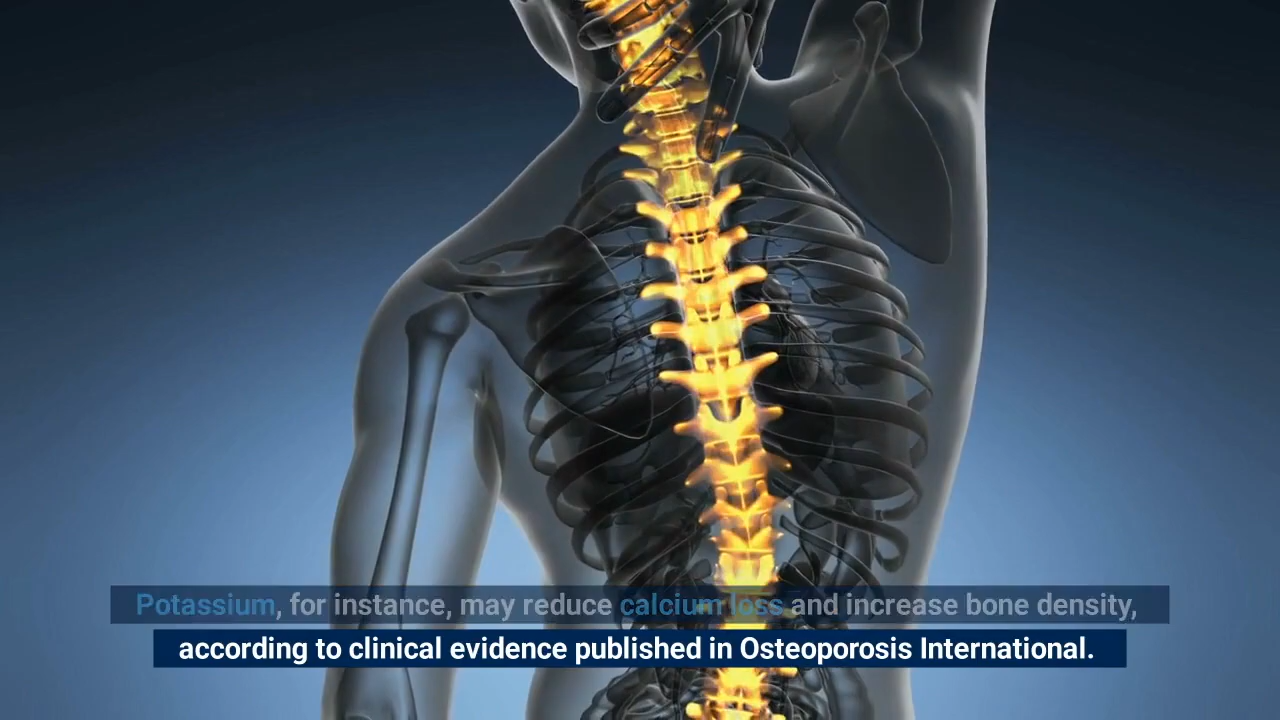 Potassium, for instance, may reduce calcium loss and increase bone density,
according to clinical evidence published in Osteoporosis International.